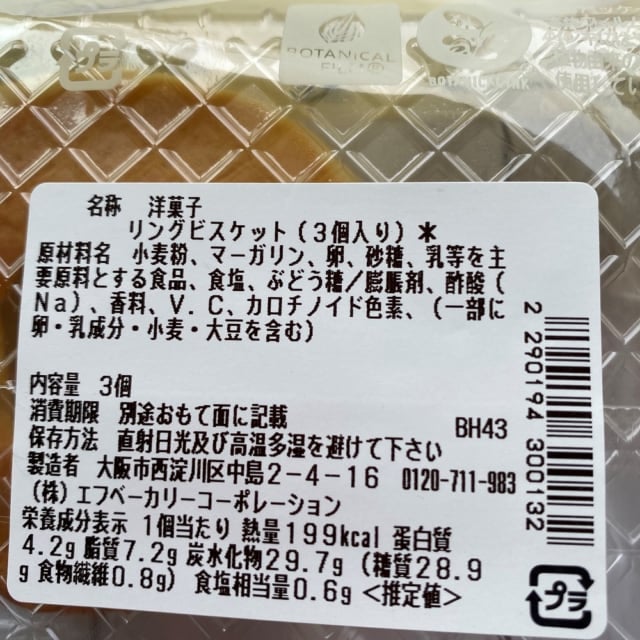 プラ
BOTANICAL
名称 洋菓子
リングビスケット(3個入り)*
原材料名 小麦粉、マーガリン、卵、砂糖、乳等を主
要原料とする食品、食塩、ぶどう糖/膨脹剤、酢酸(
Na)、香料、V.C、カロチノイド色素、(一部に
卵・乳成分・小麦・大豆を含む)
内容量 3個
消費期限 別途おもて面に記載
BH43
保存方法 直射日光及び高温多湿を避けて下さい
製造者 大阪市西淀川区中島2-4-16 0120-711-983
(株)エフベーカリーコーポレーション
栄養成分表示 1個当たり 熱量199kcal 蛋白質
4.2g 脂質7.2g 炭水化物29.7g(糖質28.9
g 食物繊維0.8g) 食塩相当量0.6g <推定値>
2 290194 300132
プラ